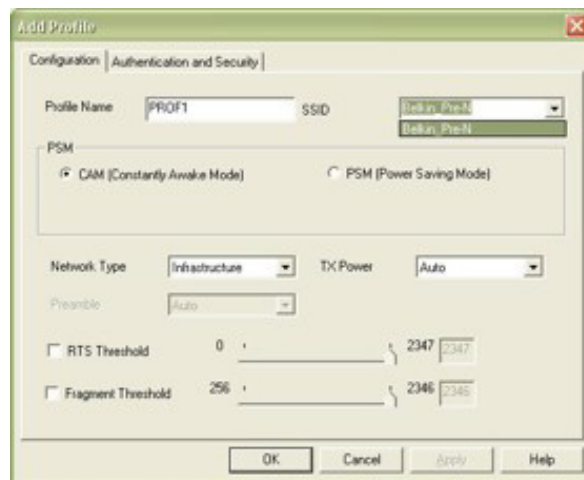 Add Profile
Configuration
Authentication and Security
Profile Name
PROF1
SSID
Belkin_Pre-N
Belkin_Pre-N
PSM
CAM (Constantly Awake Mode)
PSM (Power Saving Mode)
Network Type
Infrastructure
TX Power
Auto
Preamble
Auto
RTS Threshold
0
2347
2347
Fragment Threshold
256
2346
2346
OK
Cancel
Apply
Help